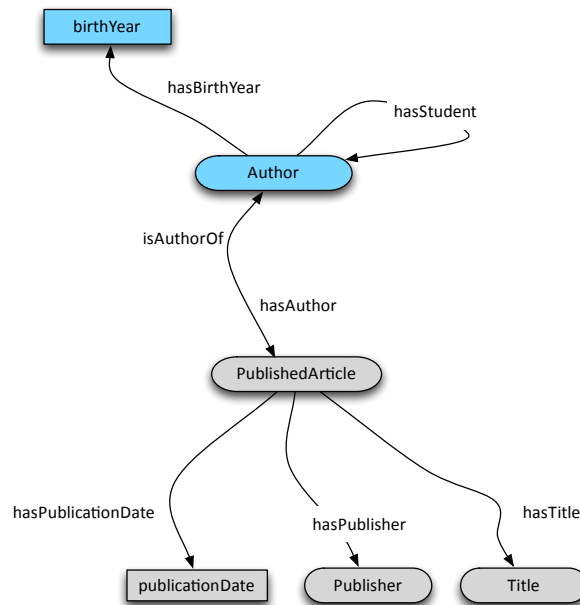 birthYear
hasBirthYear
hasStudent
Author
isAuthorOf
hasAuthor
PublishedArticle
hasPublicationDate
hasPublisher
hasTitle
publicationDate
Publisher
Title